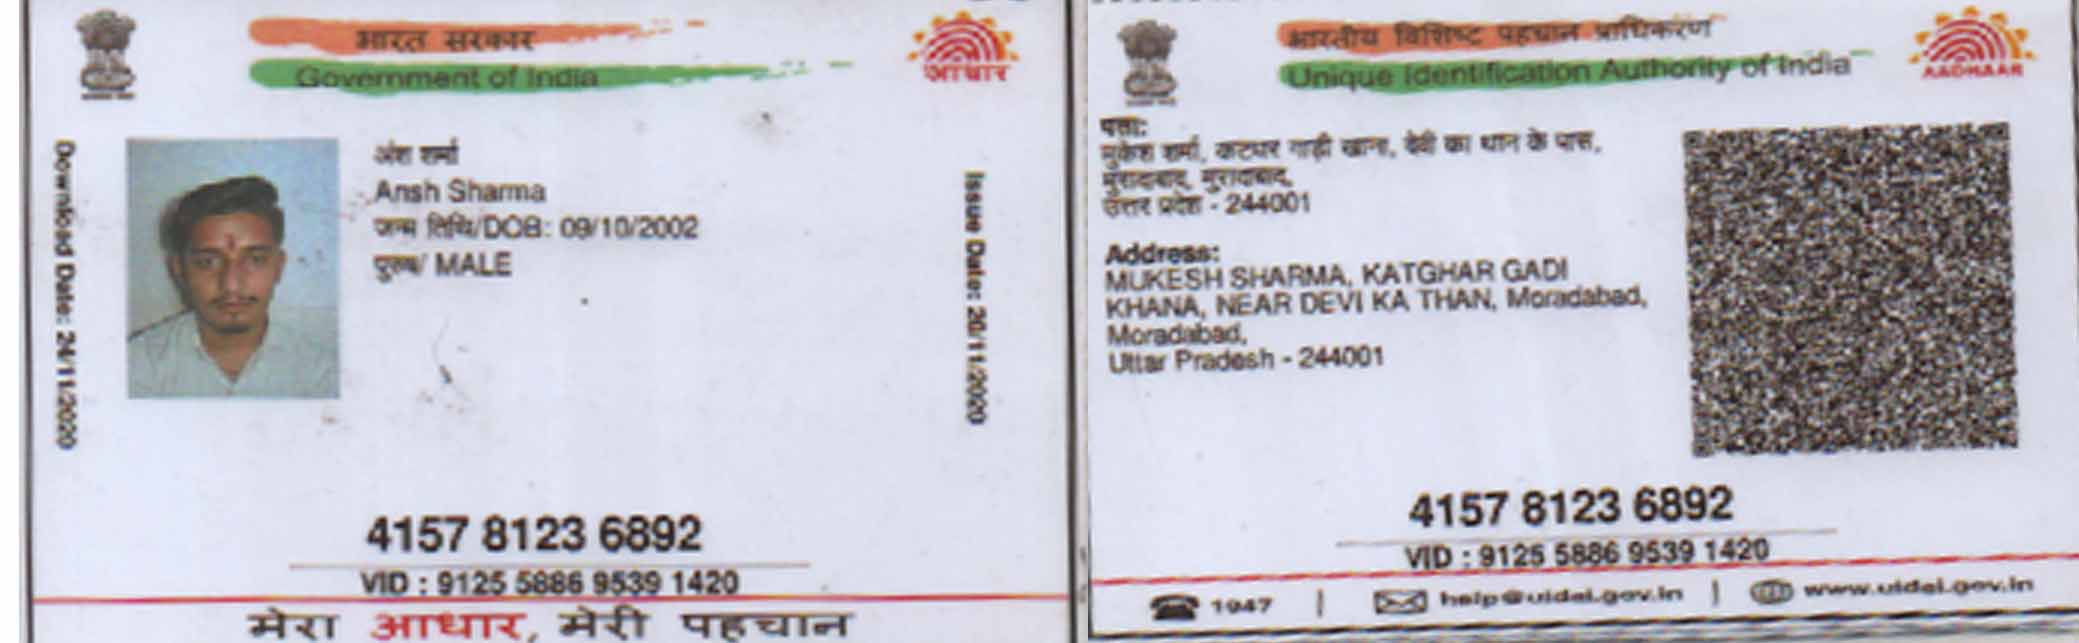 भारत सरकार
Government of India
आधार
Download Date: 24/11/2020
अंश शर्मा
Ansh Sharma
जन्म तिथि/DOB: 09/10/2002
पुरुष/ MALE
Issue Date: 20/11/2020
4157 8123 6892
VID : 9125 5886 9539 1420
मेरा आधार, मेरी पहचान
भारतीय विशिष्ट पहचान प्राधिकरण
Unique Identification Authority of India
AADHAAR
पत्ता:
मुकेश शर्मा, कटघर गाड़ी खाना, देवी का थान के पास,
मुरादाबाद, मुरादाबाद,
उत्तर प्रदेश - 244001
Address:
MUKESH SHARMA, KATGHAR GADI
KHANA, NEAR DEVI KA THAN, Moradabad,
Moradabad,
Uttar Pradesh - 244001
4157 8123 6892
VID : 9125 5886 9539 1420
1947 | help@uidai.gov.in | www.uidai.gov.in